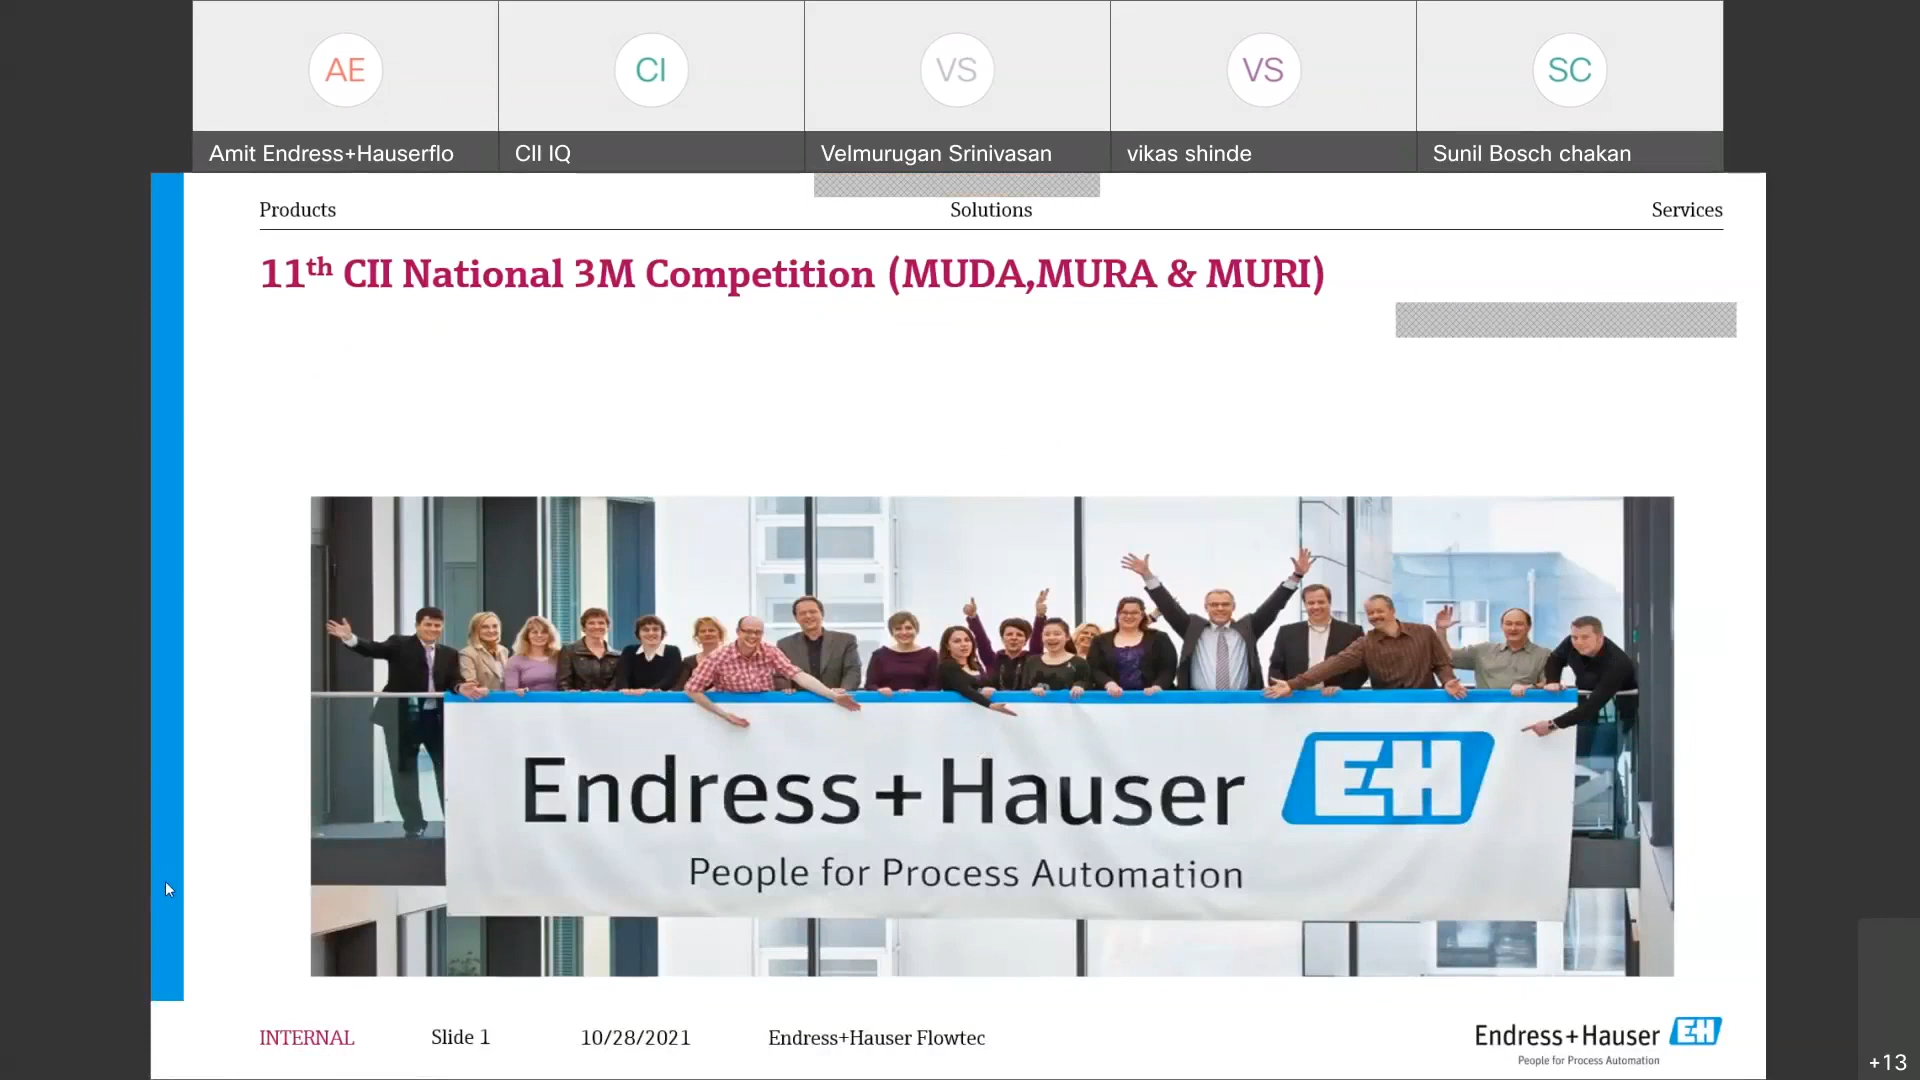 AE
CI
VS
VS
SC
Amit Endress+Hauserflo
CII IQ
Velmurugan Srinivasan
vikas shinde
Sunil Bosch chakan
Products
Solutions
Services
11th CII National 3M Competition (MUDA,MURA & MURI)
Endress+Hauser EH
People for Process Automation
INTERNAL
Slide 1
10/28/2021
Endress+Hauser Flowtec
Endress+Hauser EH
People for Process Automation
+13